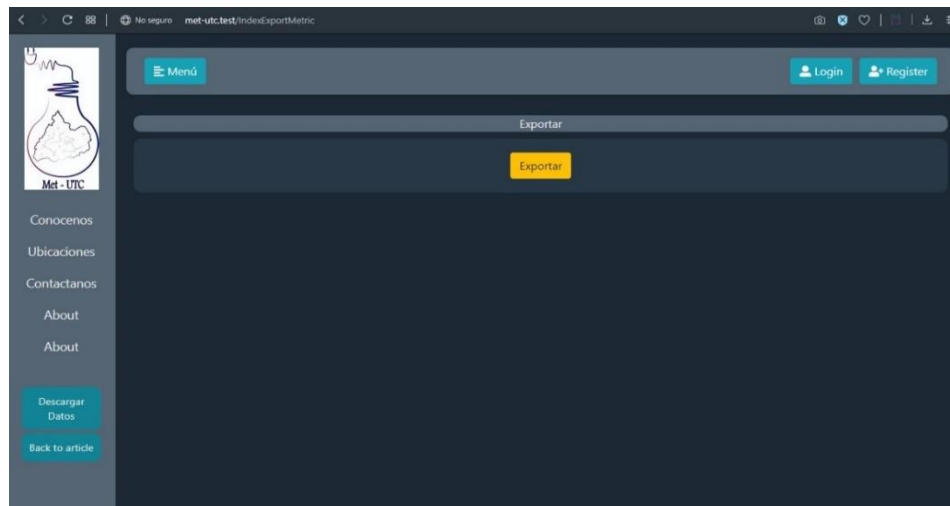 88
No seguro met-utc.test/IndexExportMetric
Met - UTC
Menú
Login
Register
Exportar
Exportar
Conocenos
Ubicaciones
Contactanos
About
About
Descargar
Datos
Back to article